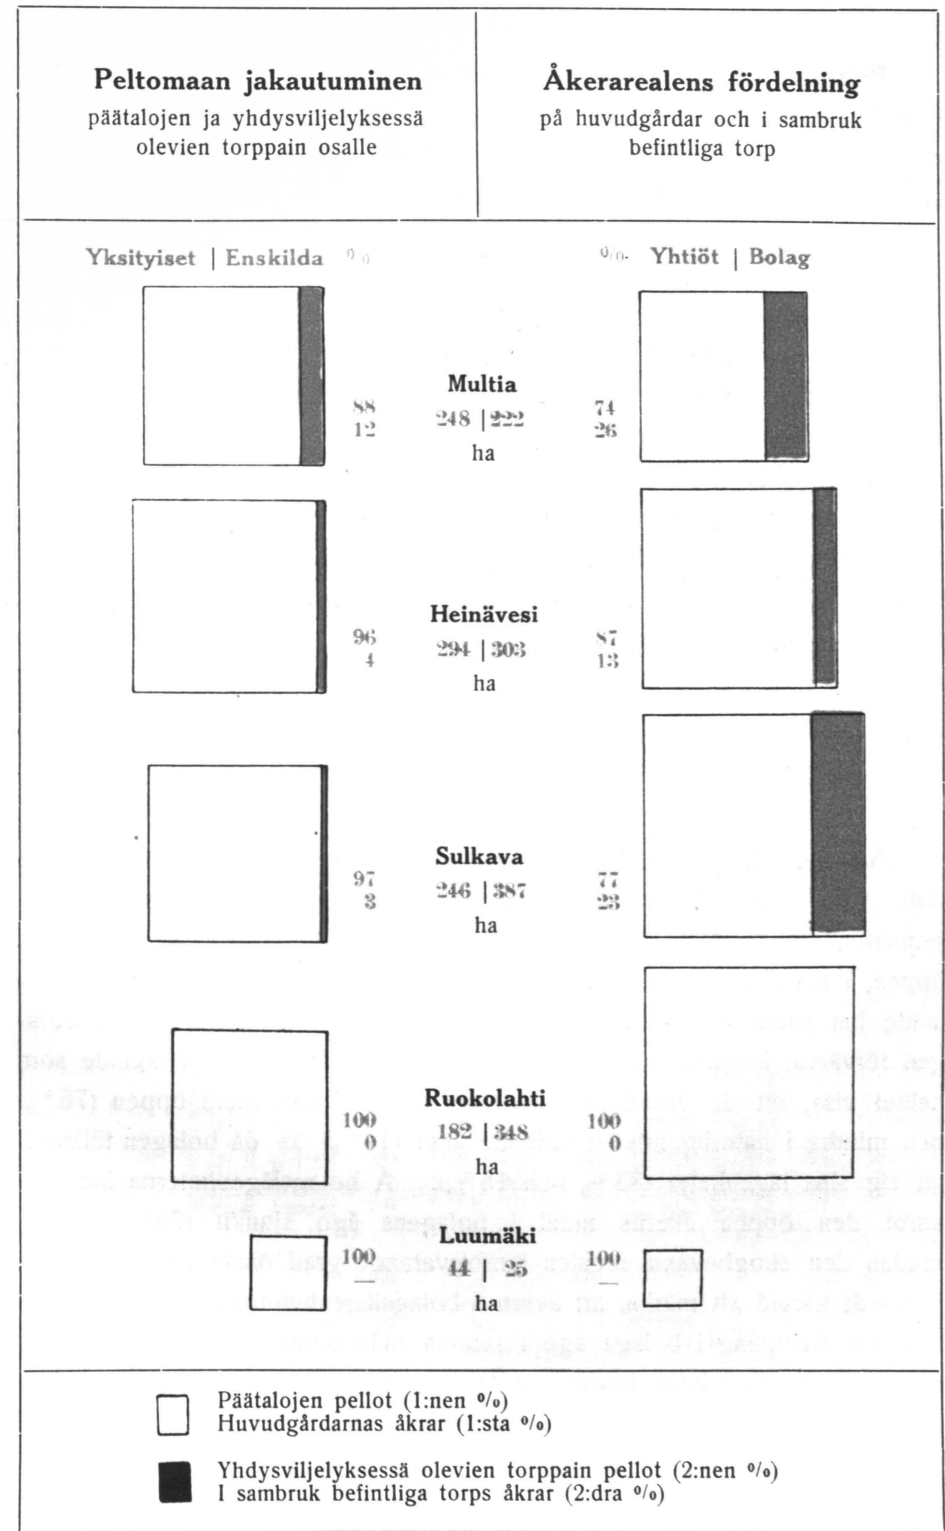 Peltomaan jakautuminen
päätalojen ja yhdysviljelyksessä
olevien torppain osalle
Åkerarealens fördelning
på huvudgårdar och i sambruk
befintliga torp
Yksityiset | Enskilda %
% Yhtiöt | Bolag
Multia
88
12
248 | 222
ha
74
26
Heinävesi
96
4
294 | 303
ha
87
13
Sulkava
97
3
246 | 387
ha
77
23
Ruokolahti
100
0
182 | 348
ha
100
0
Luumäki
100
—
44 | 25
ha
100
—
Päätalojen pellot (1:nen %)
Huvudgårdarnas åkrar (1:sta %)
Yhdysviljelyksessä olevien torppain pellot (2:nen %)
I sambruk befintliga torps åkrar (2:dra %)